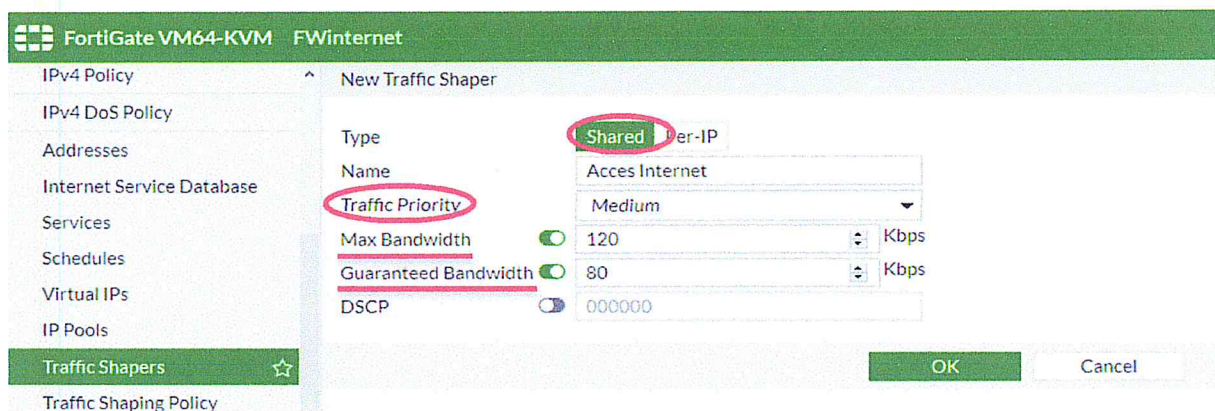 FortiGate VM64-KVM FWinternet
IPv4 Policy
IPv4 DoS Policy
Addresses
Internet Service Database
Services
Schedules
Virtual IPs
IP Pools
Traffic Shapers
Traffic Shaping Policy
New Traffic Shaper
Type Shared Per-IP
Name Acces Internet
Traffic Priority Medium
Max Bandwidth 120 Kbps
Guaranteed Bandwidth 80 Kbps
DSCP 000000
OK Cancel